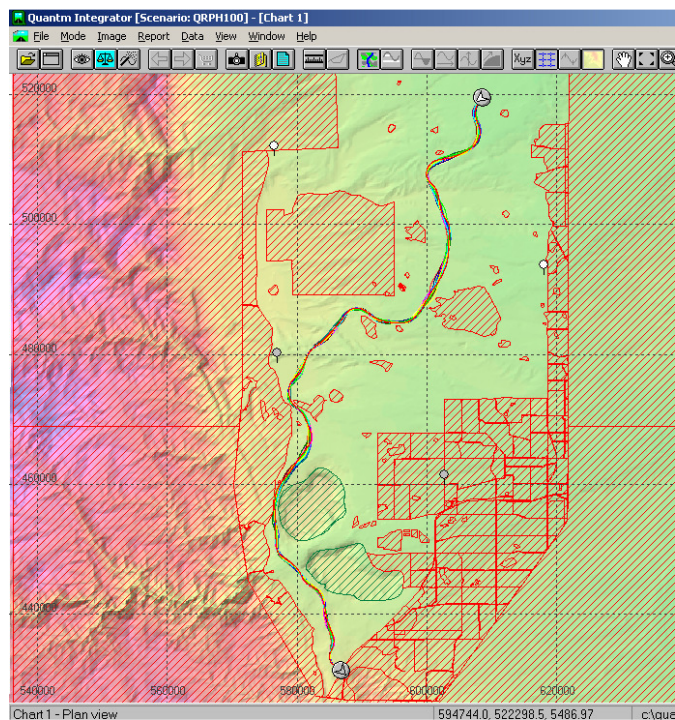 Quantm Integrator [Scenario: QRPH100] - [Chart 1]
File Mode Image Report Data View Window Help
Xyz
520000
500000
480000
460000
440000
540000 560000 580000 600000 620000
Chart 1 - Plan view 594744.0, 522298.5, 5486.97 c:\qua